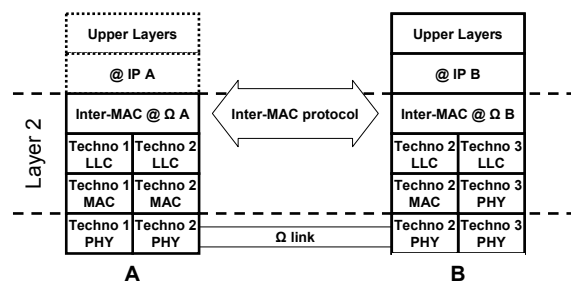 Upper Layers
Upper Layers
@ IP A
@ IP B
Layer 2
Inter-MAC @ Ω A
Inter-MAC protocol
Inter-MAC @ Ω B
Techno 1 LLC
Techno 2 LLC
Techno 2 LLC
Techno 3 LLC
Techno 1 MAC
Techno 2 MAC
Techno 2 MAC
Techno 3 PHY
Techno 1 PHY
Techno 2 PHY
Ω link
Techno 2 PHY
Techno 3 PHY
A
B